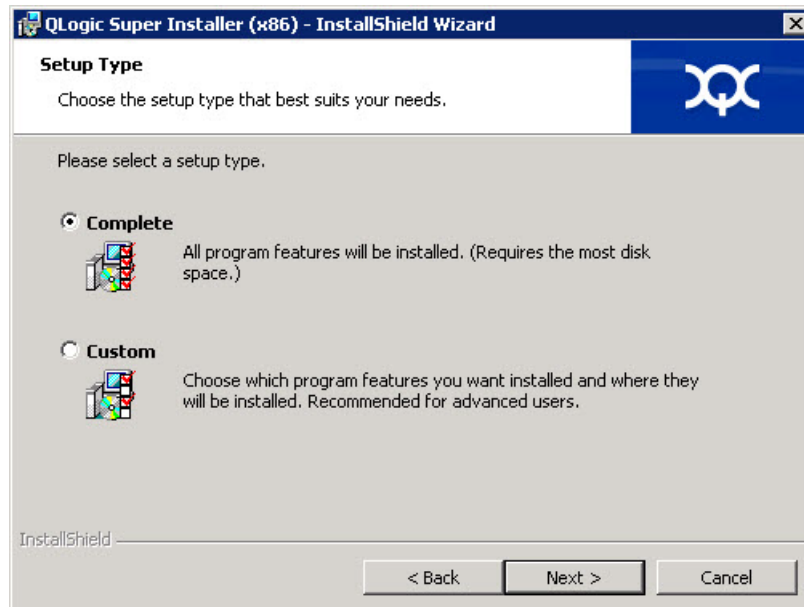 QLogic Super Installer (x86) - InstallShield Wizard
Setup Type
Choose the setup type that best suits your needs.
Please select a setup type.
Complete
All program features will be installed. (Requires the most disk
space.)
Custom
Choose which program features you want installed and where they
will be installed. Recommended for advanced users.
InstallShield
< Back
Next >
Cancel